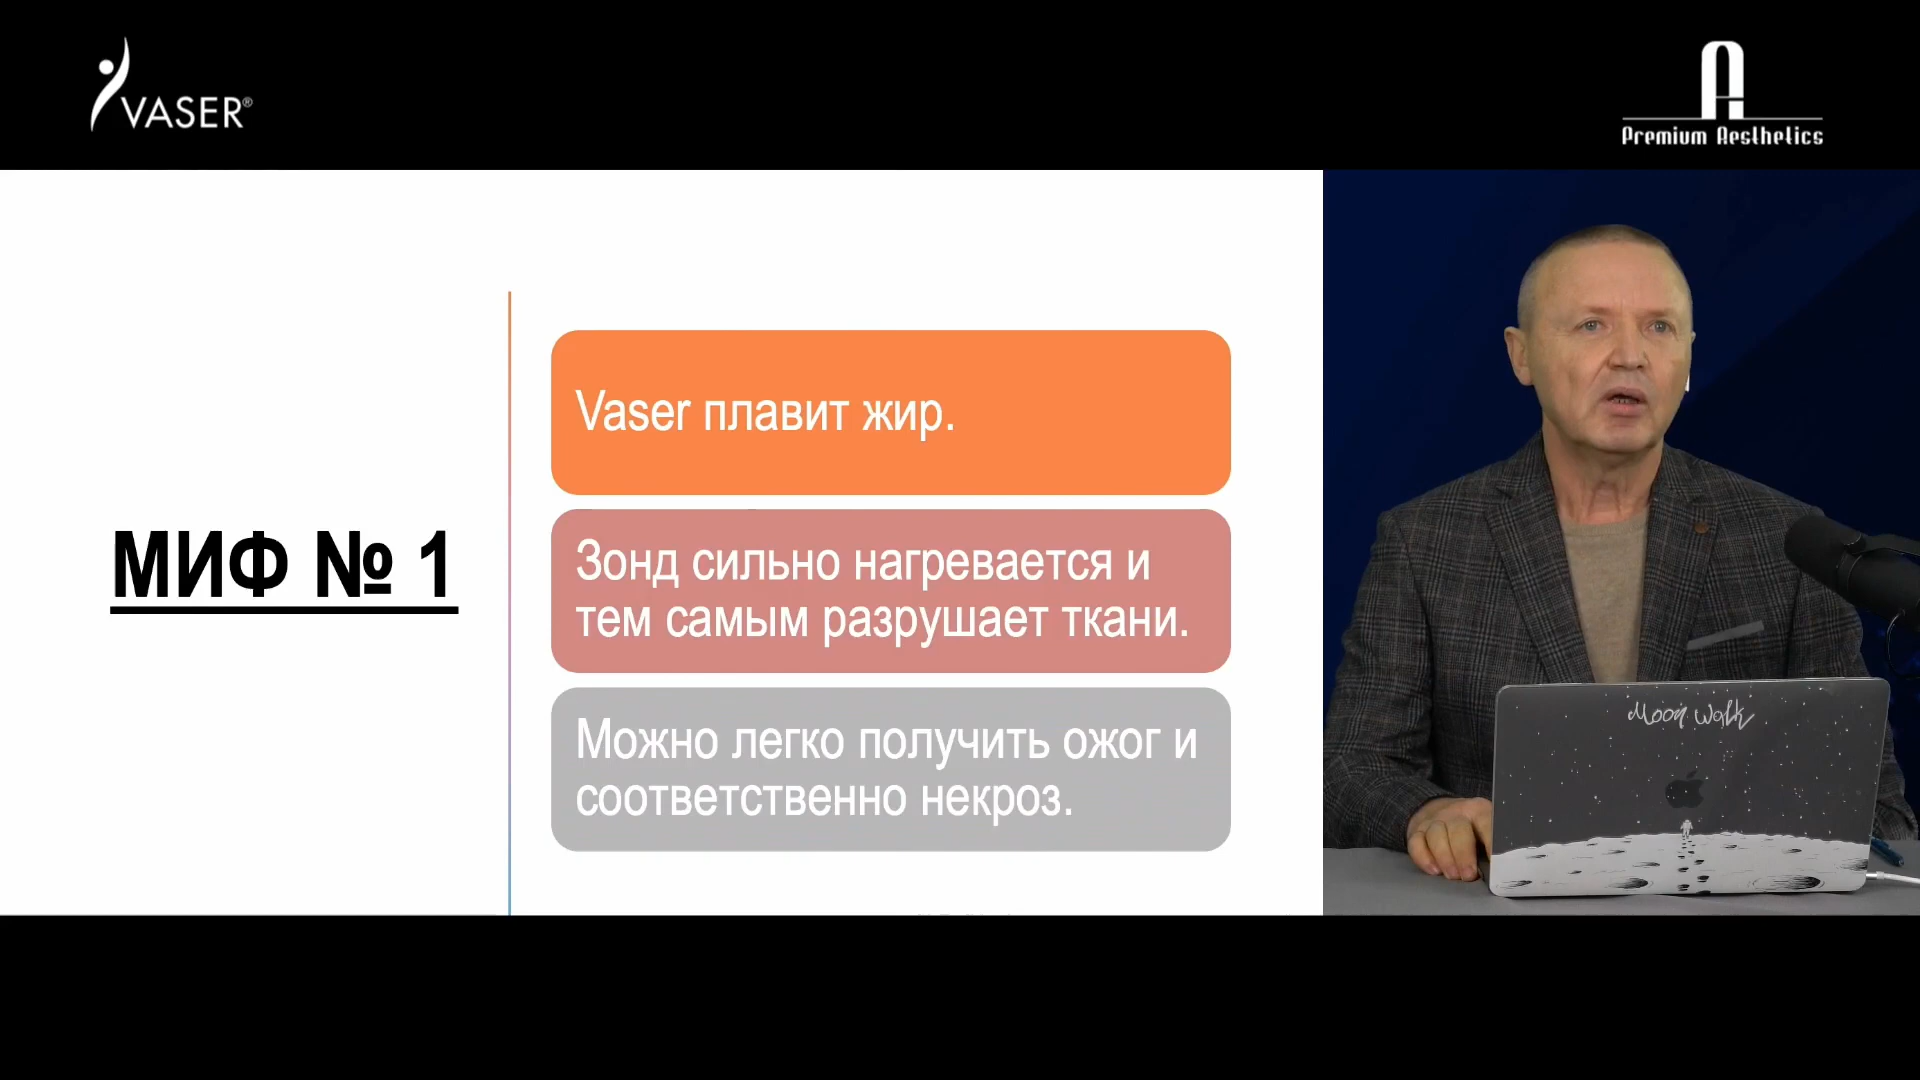 VASER®
Premium Aesthetics
МИФ № 1
Vaser плавит жир.
Зонд сильно нагревается и
тем самым разрушает ткани.
Можно легко получить ожог и
соответственно некроз.
Moon Walk